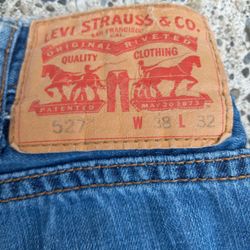 LEVI STRAUSS & CO.
SAN FRANCISCO
CAL.
ORIGINAL RIVETED
QUALITY CLOTHING
PATENTED MAY 20 1873
527 W 38 L 32